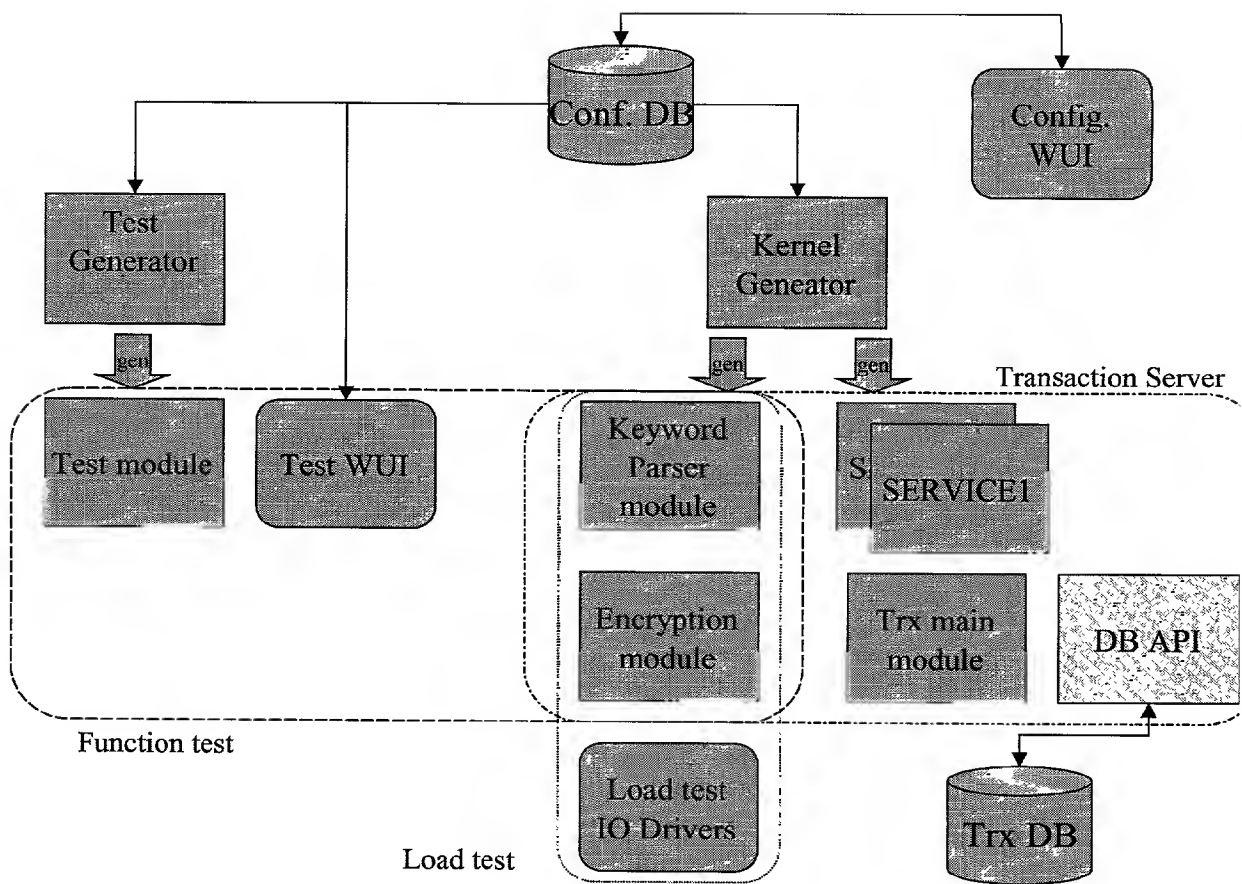 Conf. DB
Config.
WUI
Test
Generator
Kernel
Geneator
gen
gen
gen
Transaction Server
Test module
Test WUI
Keyword
Parser
module
S
SERVICE1
Encryption
module
Trx main
module
DB API
Function test
Load test
IO Drivers
Trx DB
Load test